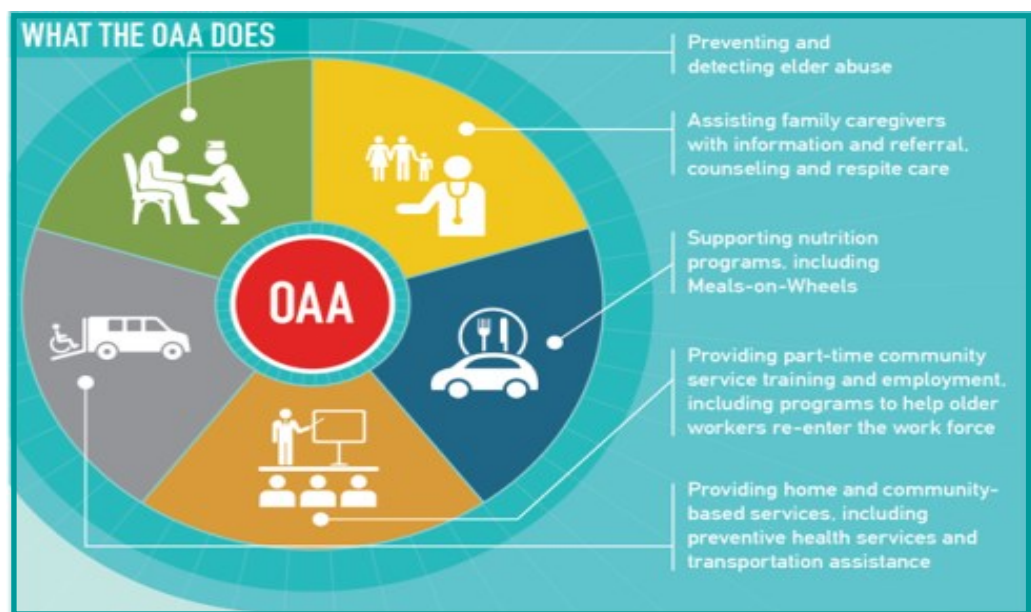 WHAT THE OAA DOES
Preventing and
detecting elder abuse
Assisting family caregivers
with information and referral,
counseling and respite care
Supporting nutrition
programs, including
Meals-on-Wheels
OAA
Providing part-time community
service training and employment,
including programs to help older
workers re-enter the work force
Providing home and community-
based services, including
preventive health services and
transportation assistance